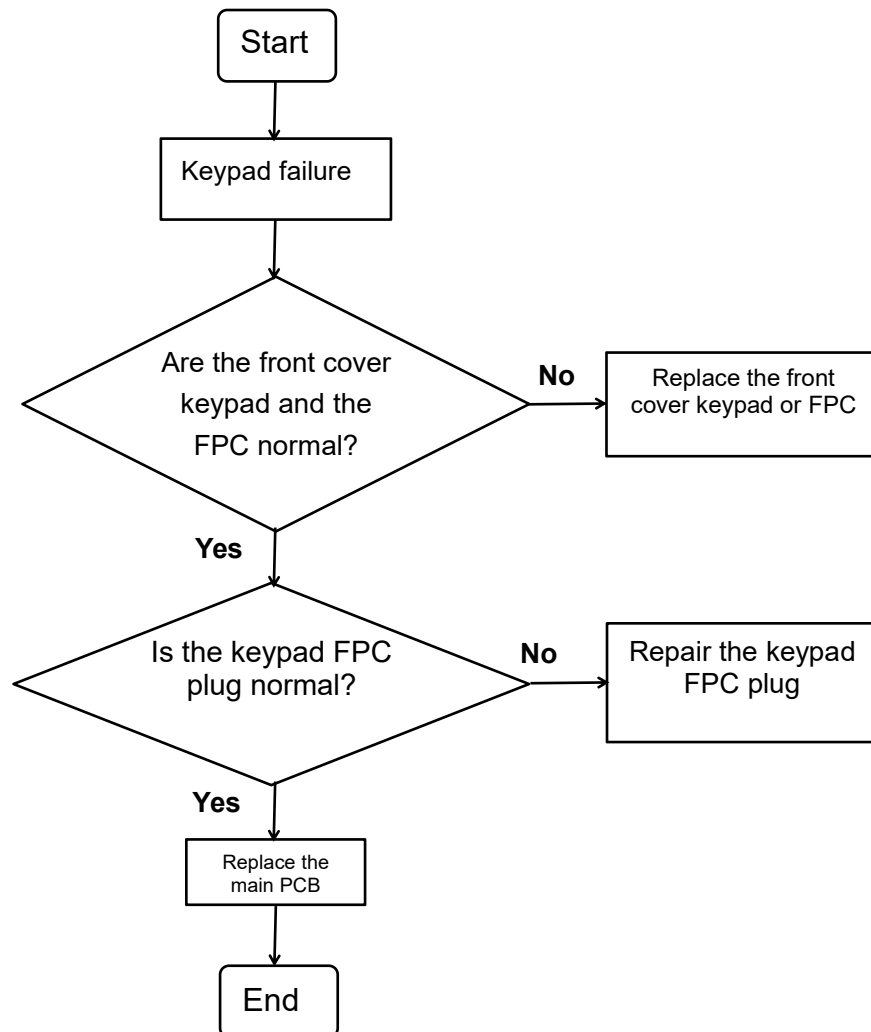 Start
Keypad failure
Are the front cover
keypad and the
FPC normal?
No
Replace the front
cover keypad or FPC
Yes
Is the keypad FPC
plug normal?
No
Repair the keypad
FPC plug
Yes
Replace the
main PCB
End